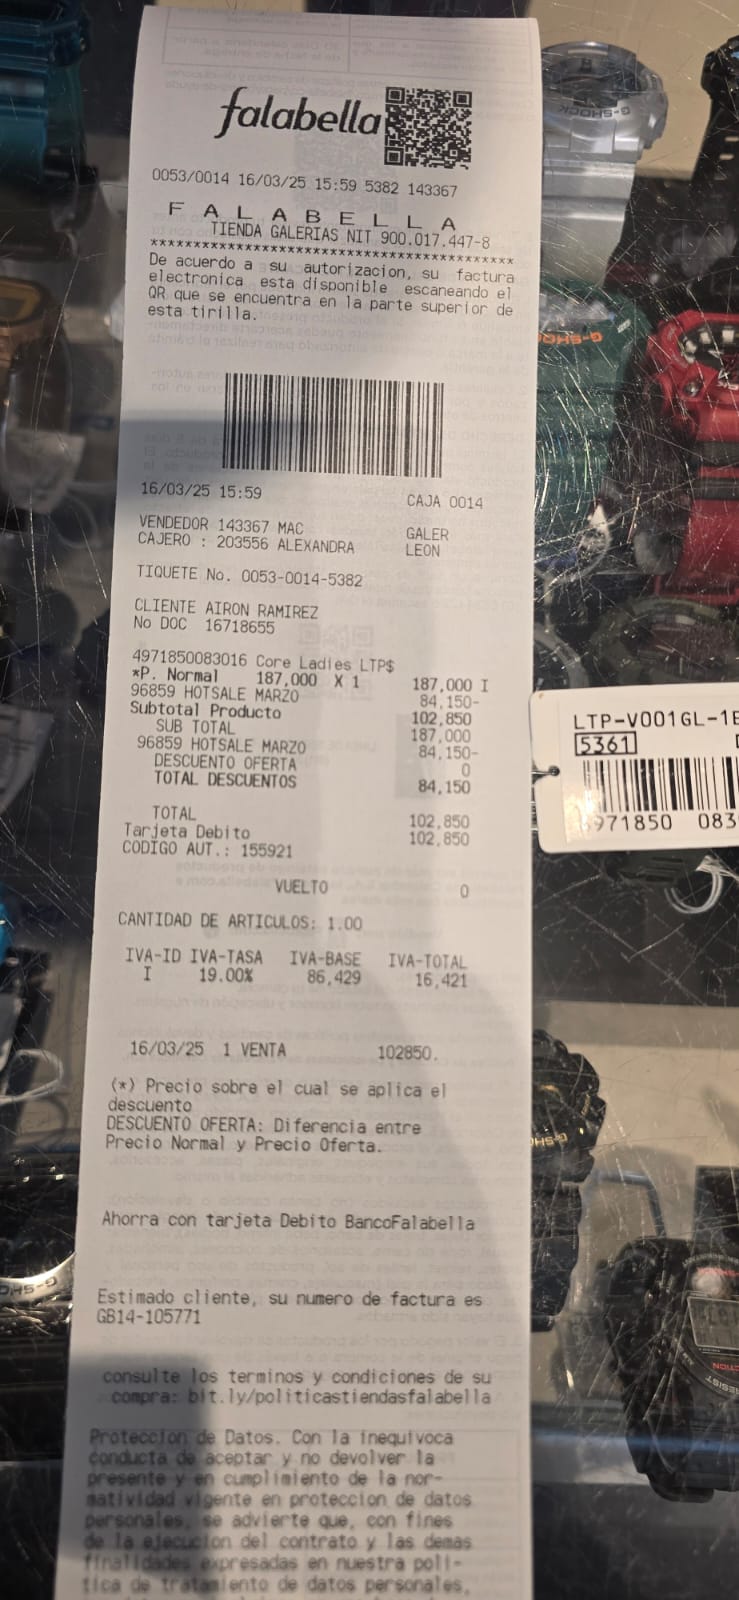 falabella
0053/0014 16/03/25 15:59 5382 143367
F A L A B E L L A
TIENDA GALERIAS NIT 900.017.447-8
******************************************
De acuerdo a su autorizacion, su factura
electronica esta disponible escaneando el
QR que se encuentra en la parte superior de
esta tirilla.
16/03/25 15:59 CAJA 0014
VENDEDOR 143367 MAC GALER
CAJERO : 203556 ALEXANDRA LEON
TIQUETE No. 0053-0014-5382
CLIENTE AIRON RAMIREZ
No DOC 16718655
4971850083016 Core Ladies LTP$
*P. Normal 187,000 X 1 187,000 I
96859 HOTSALE MARZO 84,150-
Subtotal Producto 102,850
SUB TOTAL 187,000
96859 HOTSALE MARZO 84,150-
DESCUENTO OFERTA 0
TOTAL DESCUENTOS 84,150
TOTAL 102,850
Tarjeta Debito 102,850
CODIGO AUT.: 155921
VUELTO 0
CANTIDAD DE ARTICULOS: 1.00
IVA-ID IVA-TASA IVA-BASE IVA-TOTAL
I 19.00% 86,429 16,421
16/03/25 1 VENTA 102850.
(*) Precio sobre el cual se aplica el
descuento
DESCUENTO OFERTA: Diferencia entre
Precio Normal y Precio Oferta.
Ahorra con tarjeta Debito BancoFalabella
Estimado cliente, su numero de factura es
GB14-105771
consulte los terminos y condiciones de su
compra: bit.ly/politicastiendasfalabella
Proteccion de Datos. Con la inequivoca
conducta de aceptar y no devolver la
presente y en cumplimiento de la nor-
matividad vigente en proteccion de datos
personales, se advierte que, con fines
de la ejecucion del contrato y las demas
finalidades expresadas en nuestra poli-
tica de tratamiento de datos personales,
LTP-V001GL-1B
5361
971850 083
G-SHOCK
G-SHOCK
G-SHOCK